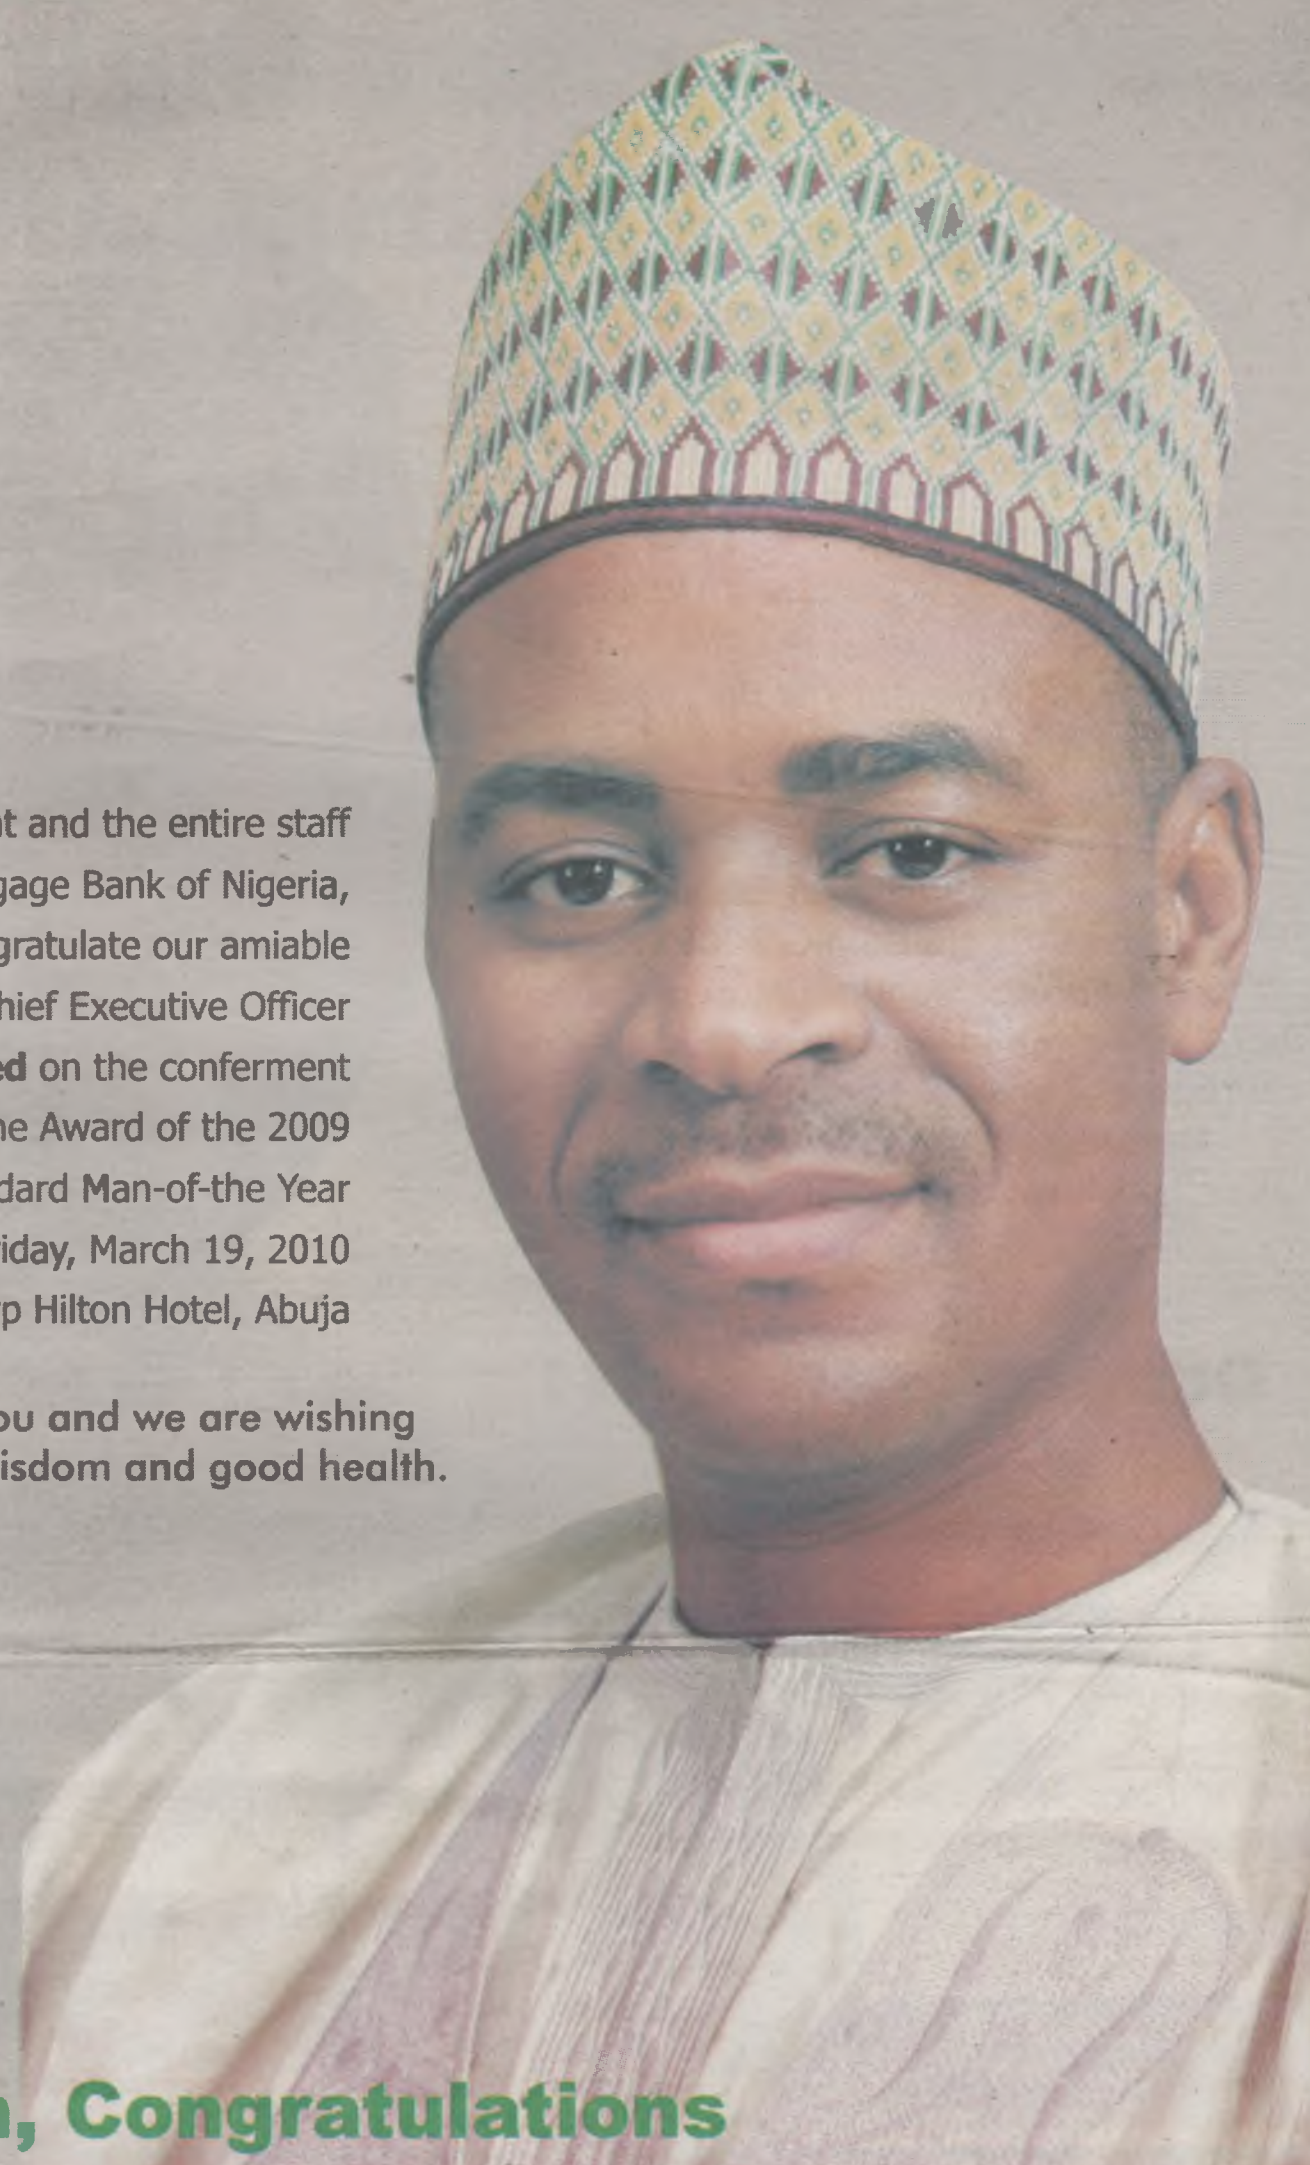 t and the entire staff
gage Bank of Nigeria,
gratulate our amiable
hief Executive Officer
ed on the conferment
he Award of the 2009
dard Man-of-the Year
riday, March 19, 2010
p Hilton Hotel, Abuja
ou and we are wishing
isdom and good health.
, Congratulations